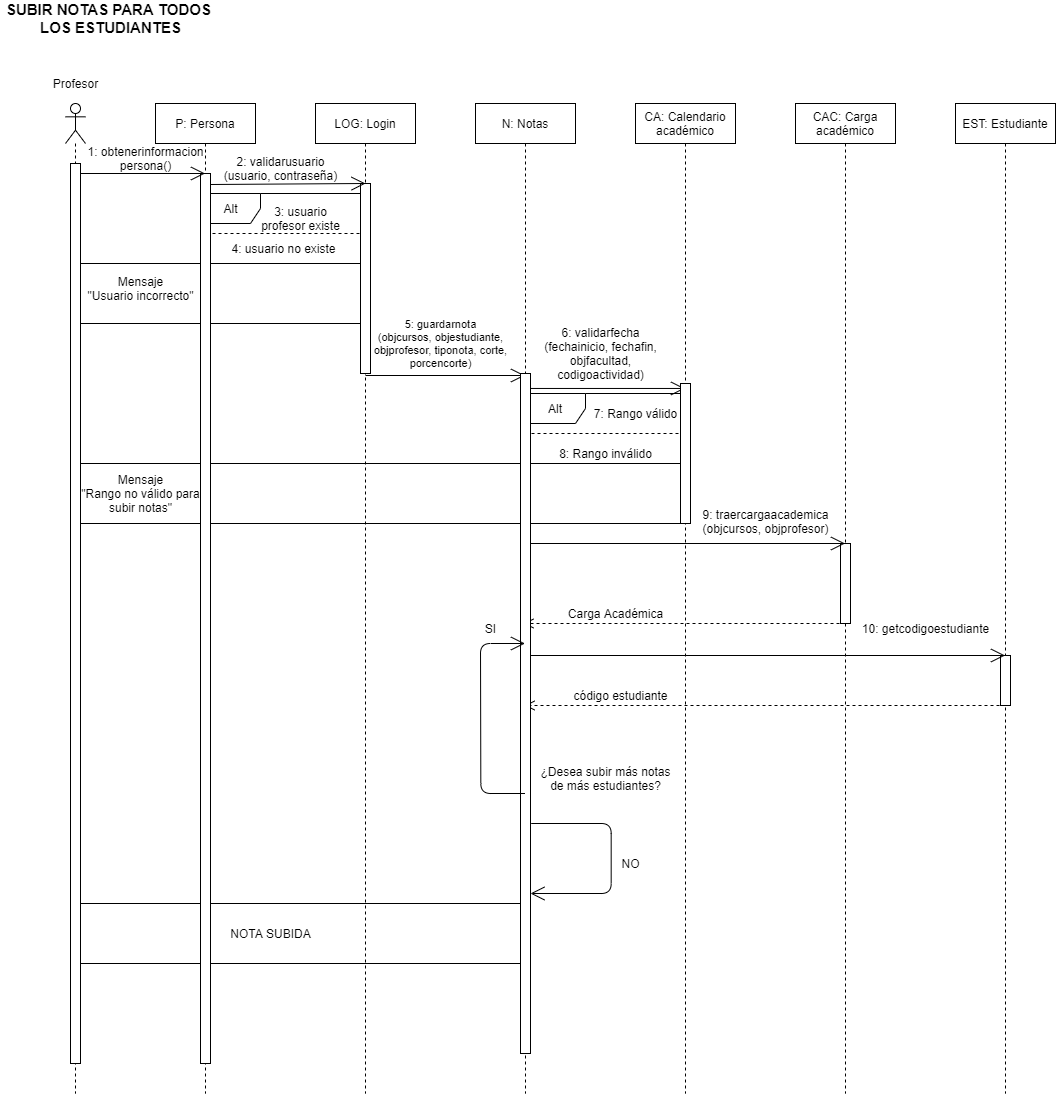 SUBIR NOTAS PARA TODOS
LOS ESTUDIANTES
Profesor
P: Persona
LOG: Login
N: Notas
CA: Calendario
académico
CAC: Carga
académico
EST: Estudiante
1: obtenerinformacion
persona()
2: validarusuario
(usuario, contraseña)
Alt
3: usuario
profesor existe
4: usuario no existe
Mensaje
"Usuario incorrecto"
5: guardarnota
(objcursos, objestudiante,
objprofesor, tiponota, corte,
porcencorte)
6: validarfecha
(fechainicio, fechafin,
objfacultad,
codigoactividad)
Alt
7: Rango válido
8: Rango inválido
Mensaje
"Rango no válido para
subir notas"
9: traercargaacademica
(objcursos, objprofesor)
Carga Académica
SI
10: getcodigoestudiante
código estudiante
¿Desea subir más notas
de más estudiantes?
NO
NOTA SUBIDA